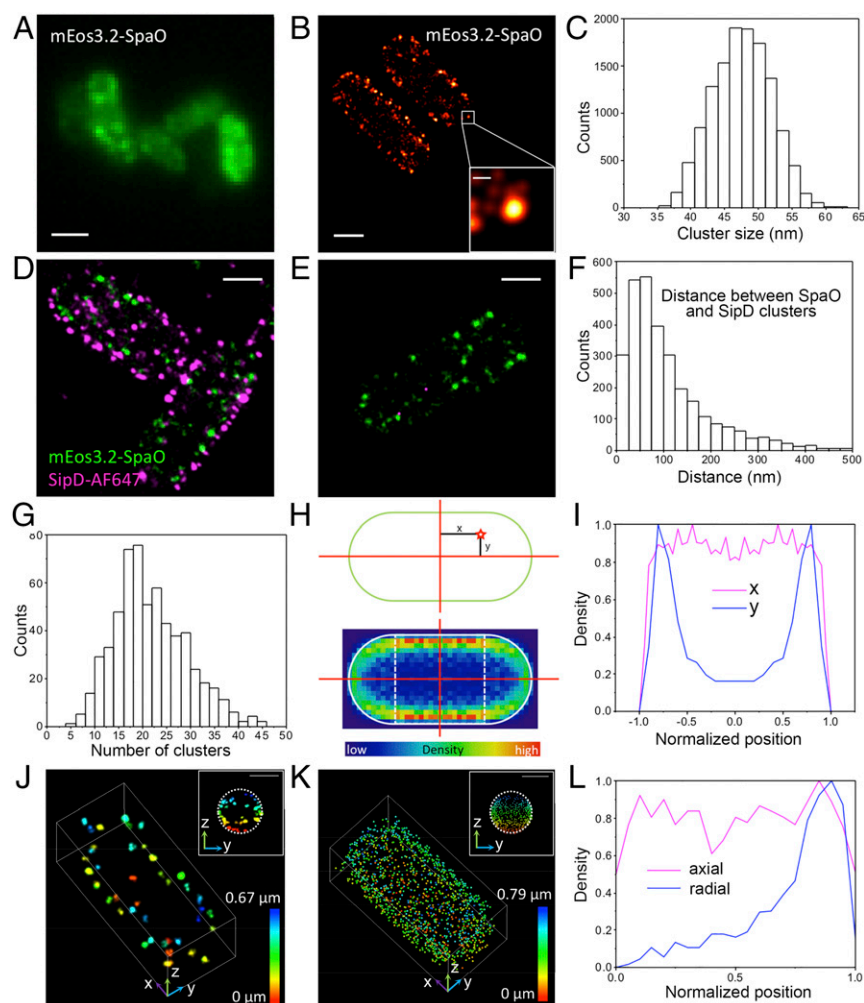 A
mEos3.2-SpaO
B
mEos3.2-SpaO
C
2000
1500
1000
500
0
Counts
30 35 40 45 50 55 60 65
Cluster size (nm)
D
mEos3.2-SpaO
SipD-AF647
E
F
600
500
400
300
200
100
0
Counts
Distance between SpaO
and SipD clusters
0 100 200 300 400 500
Distance (nm)
G
80
60
40
20
0
Counts
0 5 10 15 20 25 30 35 40 45 50
Number of clusters
H
x
y
low Density high
I
1.0
0.8
0.6
0.4
0.2
0.0
Density
x
y
-1.0 -0.5 0.0 0.5 1.0
Normalized position
J
z
y
0.67 µm
0 µm
x
z
y
K
z
y
0.79 µm
0 µm
x
z
y
L
1.0
0.8
0.6
0.4
0.2
0.0
Density
axial
radial
0.0 0.5 1.0
Normalized position